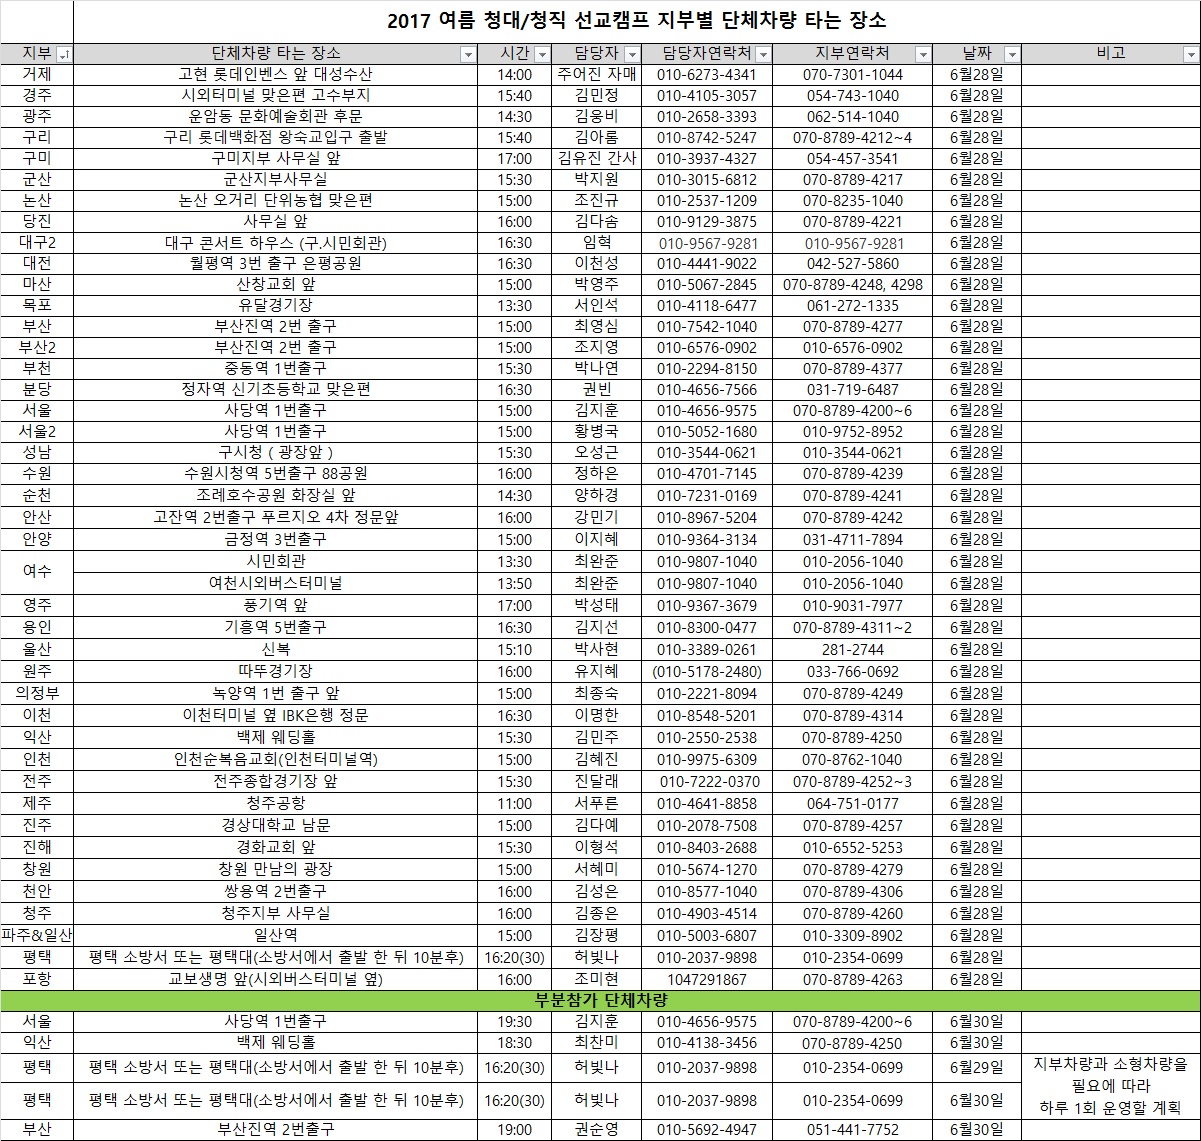 2017 여름 청대/청직 선교캠프 지부별 단체차량 타는 장소
지부 단체차량 타는 장소 시간 담당자 담당자연락처 지부연락처 날짜 비고
거제 고현 롯데인벤스 앞 대성수산 14:00 주어진 자매 010-6273-4341 070-7301-1044 6월28일
경주 시외터미널 맞은편 고수부지 15:40 김민정 010-4105-3057 054-743-1040 6월28일
광주 운암동 문화예술회관 후문 14:30 김웅비 010-2658-3393 062-514-1040 6월28일
구리 구리 롯데백화점 왕숙교입구 출발 15:40 김아롬 010-8742-5247 070-8789-4212~4 6월28일
구미 구미지부 사무실 앞 17:00 김유진 간사 010-3937-4327 054-457-3541 6월28일
군산 군산지부사무실 15:30 박지원 010-3015-6812 070-8789-4217 6월28일
논산 논산 오거리 단위농협 맞은편 15:00 조진규 010-2537-1209 070-8235-1040 6월28일
당진 사무실 앞 16:00 김다솜 010-9129-3875 070-8789-4221 6월28일
대구2 대구 콘서트 하우스 (구.시민회관) 16:30 임혁 010-9567-9281 010-9567-9281 6월28일
대전 월평역 3번 출구 은평공원 16:30 이천성 010-4441-9022 042-527-5860 6월28일
마산 산창교회 앞 15:00 박영주 010-5067-2845 070-8789-4248, 4298 6월28일
목포 유달경기장 13:30 서인석 010-4118-6477 061-272-1335 6월28일
부산 부산진역 2번 출구 15:00 최영심 010-7542-1040 070-8789-4277 6월28일
부산2 부산진역 2번 출구 15:00 조지영 010-6576-0902 010-6576-0902 6월28일
부천 중동역 1번출구 15:30 박나연 010-2294-8150 070-8789-4377 6월28일
분당 정자역 신기초등학교 맞은편 16:30 권빈 010-4656-7566 031-719-6487 6월28일
서울 사당역 1번출구 15:00 김지훈 010-4656-9575 070-8789-4200~6 6월28일
서울2 사당역 1번출구 15:00 황병국 010-5052-1680 010-9752-8952 6월28일
성남 구시청 ( 광장앞 ) 15:30 오성근 010-3544-0621 010-3544-0621 6월28일
수원 수원시청역 5번출구 88공원 16:00 정하은 010-4701-7145 070-8789-4239 6월28일
순천 조례호수공원 화장실 앞 14:30 양하경 010-7231-0169 070-8789-4241 6월28일
안산 고잔역 2번출구 푸르지오 4차 정문앞 16:00 강민기 010-8967-5204 070-8789-4242 6월28일
안양 금정역 3번출구 15:00 이지혜 010-9364-3134 031-4711-7894 6월28일
여수 시민회관 13:30 최완준 010-9807-1040 010-2056-1040 6월28일
여천시외버스터미널 13:50 최완준 010-9807-1040 010-2056-1040 6월28일
영주 풍기역 앞 17:00 박성태 010-9367-3679 010-9031-7977 6월28일
용인 기흥역 5번출구 16:30 김지선 010-8300-0477 070-8789-4311~2 6월28일
울산 신복 15:10 박사현 010-3389-0261 281-2744 6월28일
원주 따뚜경기장 16:00 유지혜 (010-5178-2480) 033-766-0692 6월28일
의정부 녹양역 1번 출구 앞 15:00 최종숙 010-2221-8094 070-8789-4249 6월28일
이천 이천터미널 옆 IBK은행 정문 16:30 이명한 010-8548-5201 070-8789-4314 6월28일
익산 백제 웨딩홀 15:30 김민주 010-2550-2538 070-8789-4250 6월28일
인천 인천순복음교회(인천터미널역) 15:00 김혜진 010-9975-6309 070-8762-1040 6월28일
전주 전주종합경기장 앞 15:30 진달래 010-7222-0370 070-8789-4252~3 6월28일
제주 청주공항 11:00 서푸른 010-4641-8858 064-751-0177 6월28일
진주 경상대학교 남문 15:00 김다예 010-2078-7508 070-8789-4257 6월28일
진해 경화교회 앞 15:30 이형석 010-8403-2688 010-6552-5253 6월28일
창원 창원 만남의 광장 15:00 서혜미 010-5674-1270 070-8789-4279 6월28일
천안 쌍용역 2번출구 16:00 김성은 010-8577-1040 070-8789-4306 6월28일
청주 청주지부 사무실 16:00 김종은 010-4903-4514 070-8789-4260 6월28일
파주&일산 일산역 15:00 김장평 010-5003-6807 010-3309-8902 6월28일
평택 평택 소방서 또는 평택대(소방서에서 출발 한 뒤 10분후) 16:20(30) 허빛나 010-2037-9898 010-2354-0699 6월28일
포항 교보생명 앞(시외버스터미널 옆) 16:00 조미현 1047291867 070-8789-4263 6월28일
부분참가 단체차량
서울 사당역 1번출구 19:30 김지훈 010-4656-9575 070-8789-4200~6 6월30일
익산 백제 웨딩홀 18:30 최찬미 010-4138-3456 070-8789-4250 6월30일
평택 평택 소방서 또는 평택대(소방서에서 출발 한 뒤 10분후) 16:20(30) 허빛나 010-2037-9898 010-2354-0699 6월29일 지부차량과 소형차량을
필요에 따라
평택 평택 소방서 또는 평택대(소방서에서 출발 한 뒤 10분후) 16:20(30) 허빛나 010-2037-9898 010-2354-0699 6월30일 하루 1회 운영할 계획
부산 부산진역 2번출구 19:00 권순영 010-5692-4947 051-441-7752 6월30일